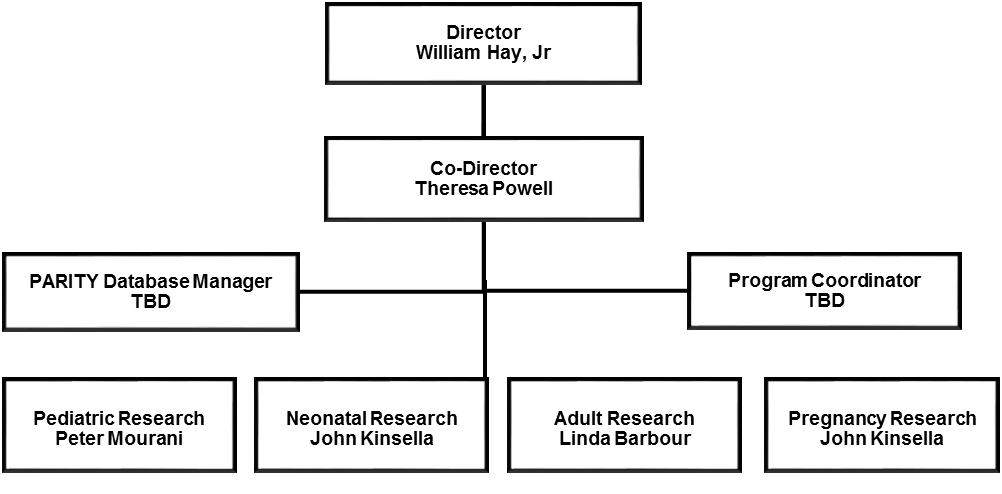 Director
William Hay, Jr
Co-Director
Theresa Powell
PARITY Database Manager
TBD
Program Coordinator
TBD
Pediatric Research
Peter Mourani
Neonatal Research
John Kinsella
Adult Research
Linda Barbour
Pregnancy Research
John Kinsella